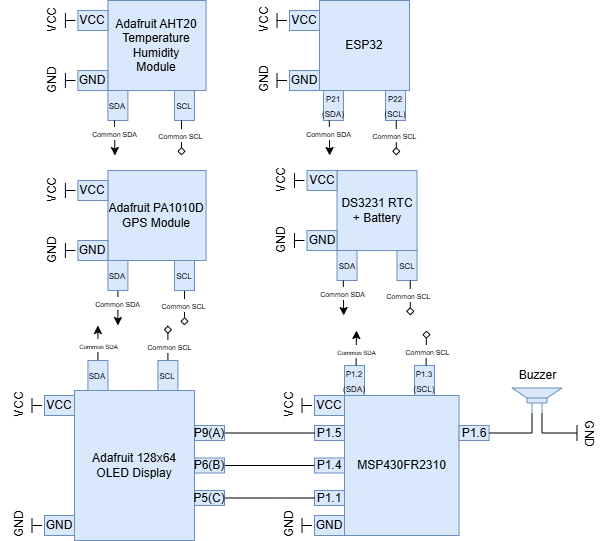 VCC
VCC
Adafruit AHT20
Temperature
Humidity
Module
GND
GND
SDA
SCL
Common SDA
Common SCL
VCC
VCC
ESP32
GND
GND
P21
(SDA)
P22
(SCL)
Common SDA
Common SCL
VCC
VCC
Adafruit PA1010D
GPS Module
GND
GND
SDA
SCL
Common SDA
Common SCL
VCC
VCC
DS3231 RTC
+ Battery
GND
GND
SDA
SCL
Common SDA
Common SCL
Common SDA
Common SCL
SDA
SCL
VCC
VCC
Adafruit 128x64
OLED Display
GND
GND
P9(A)
P6(B)
P5(C)
Common SDA
Common SCL
P1.2
(SDA)
P1.3
(SCL)
VCC
VCC
P1.5
P1.4
P1.1
MSP430FR2310
GND
GND
P1.6
Buzzer
GND